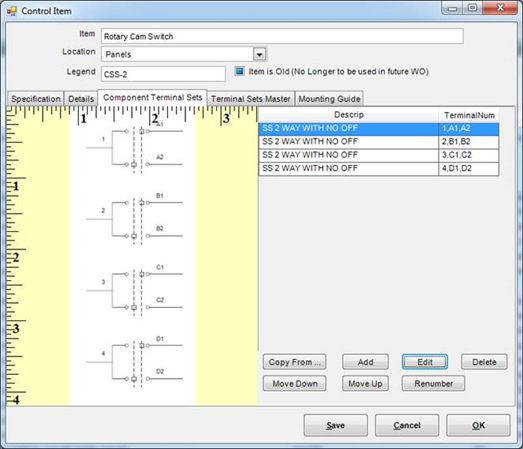 Control Item
Item Rotary Cam Switch
Location Panels
Legend CSS-2 Item is Old (No Longer to be used in future WO)
Specification Details Component Terminal Sets Terminal Sets Master Mounting Guide
1 2 3
Descrip TerminalNum
SS 2 WAY WITH NO OFF 1,A1,A2
SS 2 WAY WITH NO OFF 2,B1,B2
SS 2 WAY WITH NO OFF 3,C1,C2
SS 2 WAY WITH NO OFF 4,D1,D2
A1
1
A2
1
B1
2
B2
2
C1
3
C2
3
D1
4
D2
4
Copy From ... Add Edit Delete
Move Down Move Up Renumber
Save Cancel OK